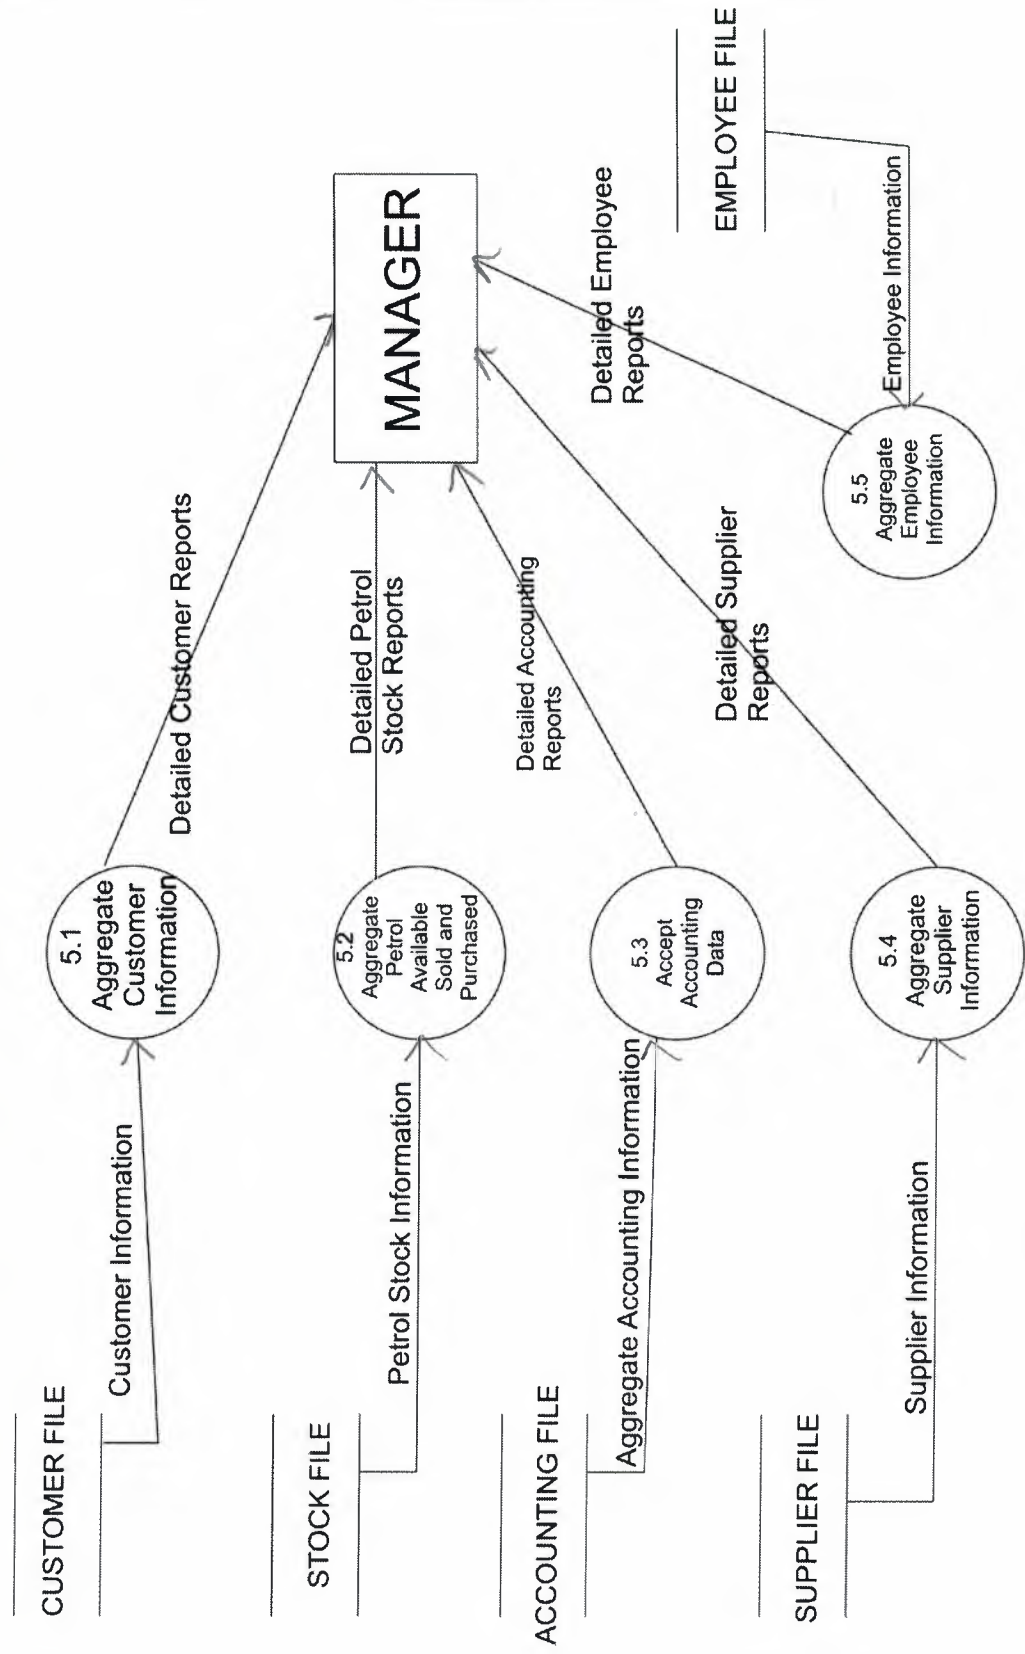 CUSTOMER FILE
Customer Information
5.1
Aggregate
Customer
Information
Detailed Customer Reports
STOCK FILE
Petrol Stock Information
5.2
Aggregate
Petrol
Available
Sold and
Purchased
Detailed Petrol
Stock Reports
MANAGER
ACCOUNTING FILE
Aggregate Accounting Information
5.3
Accept
Accounting
Data
Detailed Accounting
Reports
SUPPLIER FILE
Supplier Information
5.4
Aggregate
Supplier
Information
Detailed Supplier
Reports
Detailed Employee
Reports
5.5
Aggregate
Employee
Information
Employee Information
EMPLOYEE FILE